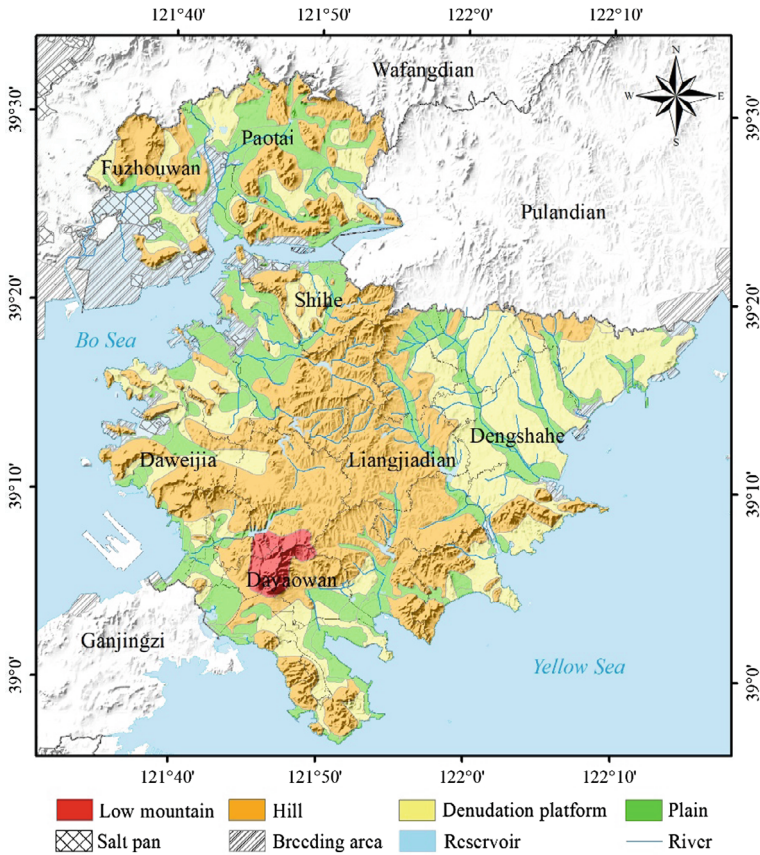 121°40' 121°50' 122°0' 122°10'
Wafangdian
N
W E
S
39°30' 39°30'
Paotai
Fuzhouwan
Pulandian
39°20' 39°20'
Shihe
Bo Sea
Dengshahe
Daweijia Liangjiadian
39°10' 39°10'
Dayaowan
Ganjingzi
Yellow Sea
39°0' 39°0'
121°40' 121°50' 122°0' 122°10'
Low mountain Hill Denudation platform Plain
Salt pan Breeding area Reservoir River